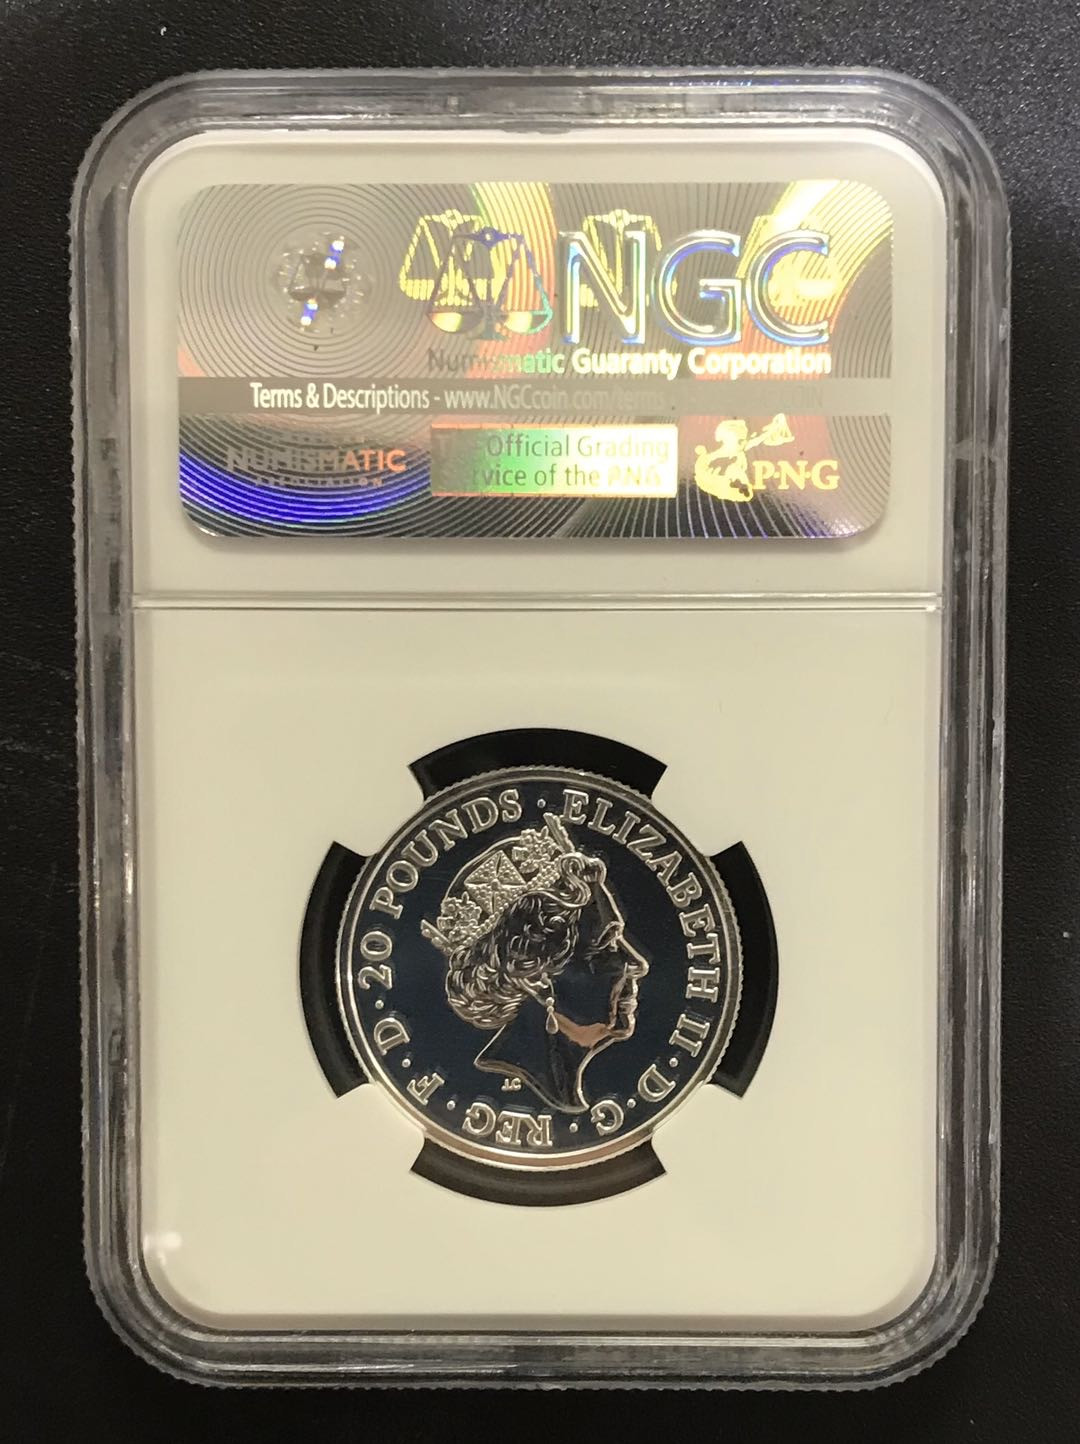 NGC
Numismatic Guaranty Corporation
Terms & Descriptions - www.NGCcoin.com/terms
NUMISMATIC
ASSOCIATION
Official Grading
Service of the PNG
PNG
ELIZABETH II · D · G · REG · F · D · 20 POUNDS ·